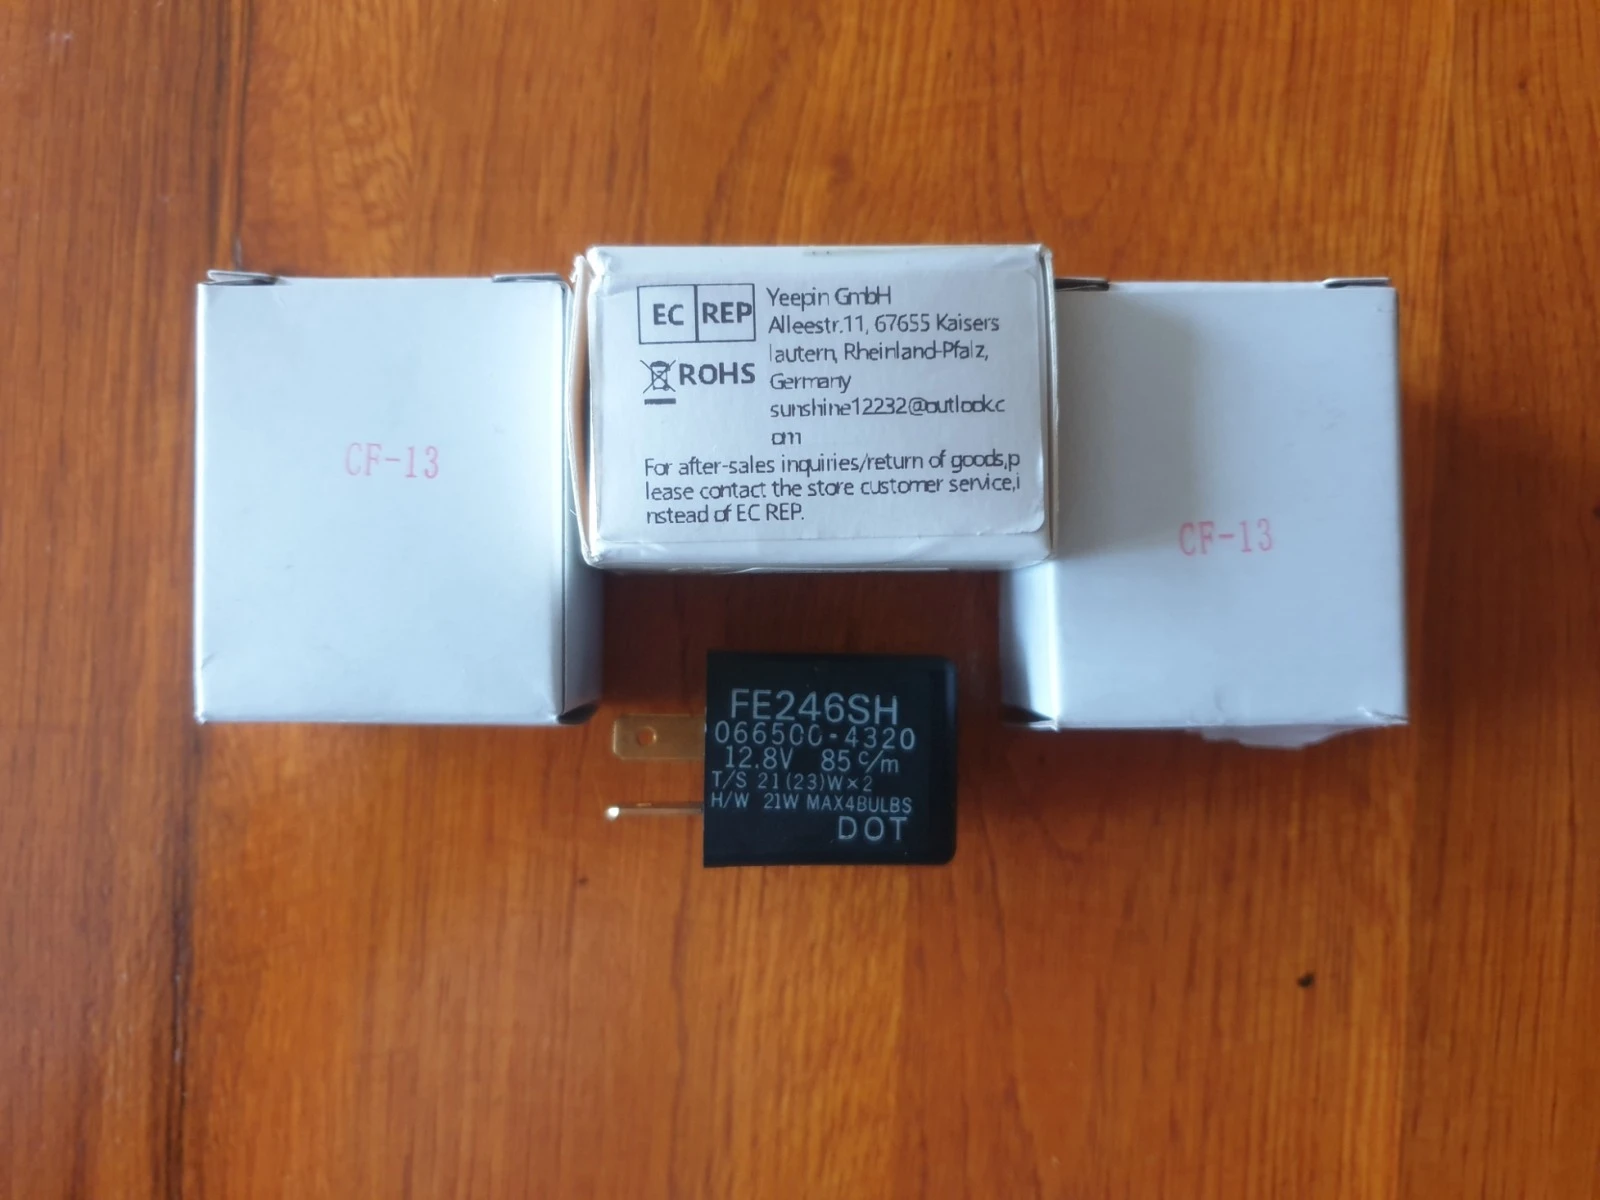 CF-13
EC REP
ROHS
Yeepin GmbH
Alleestr.11, 67655 Kaisers
lautern, Rheinland-Pfalz,
Germany
sunshine12232@outlook.c
om
For after-sales inquiries/return of goods,p
lease contact the store customer service,i
nstead of EC REP.
CF-13
FE246SH
066500-4320
12.8V 85 c/m
T/S 21(23)W×2
H/W 21W MAX4BULBS
DOT